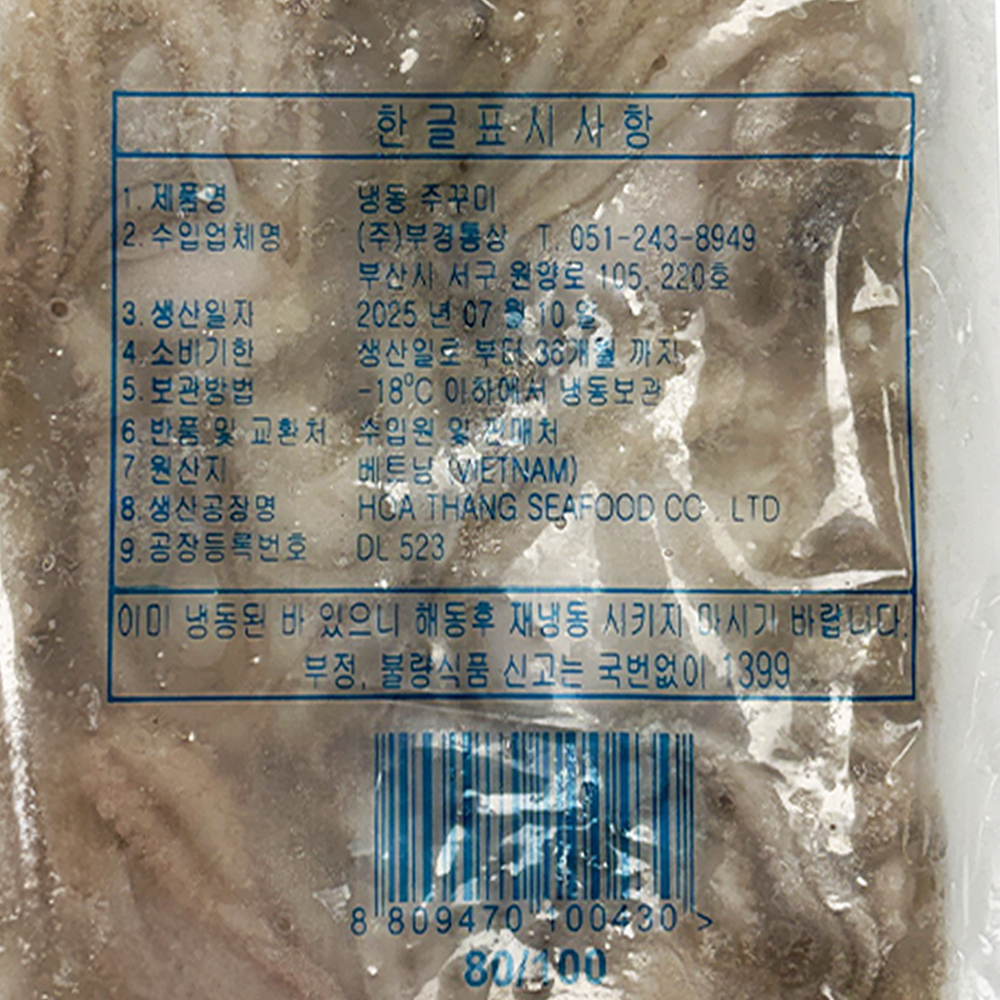 한글표시사항
1. 제품명 냉동 주꾸미
2. 수입업체명 (주)부경통상 T. 051-243-8949
부산시 서구 원양로 105, 220호
3. 생산일자 2025 년 07 월 10 일
4. 소비기한 생산일로 부터 36개월 까지
5. 보관방법 -18℃ 이하에서 냉동보관
6. 반품 및 교환처 수입원 및 판매처
7. 원산지 베트남 (VIETNAM)
8. 생산공장명 HOA THANG SEAFOOD CO., LTD
9. 공장등록번호 DL 523
이미 냉동된 바 있으니 해동후 재냉동 시키지 마시기 바랍니다.
부정, 불량식품 신고는 국번없이 1399
8 809470 100430 >
80/100